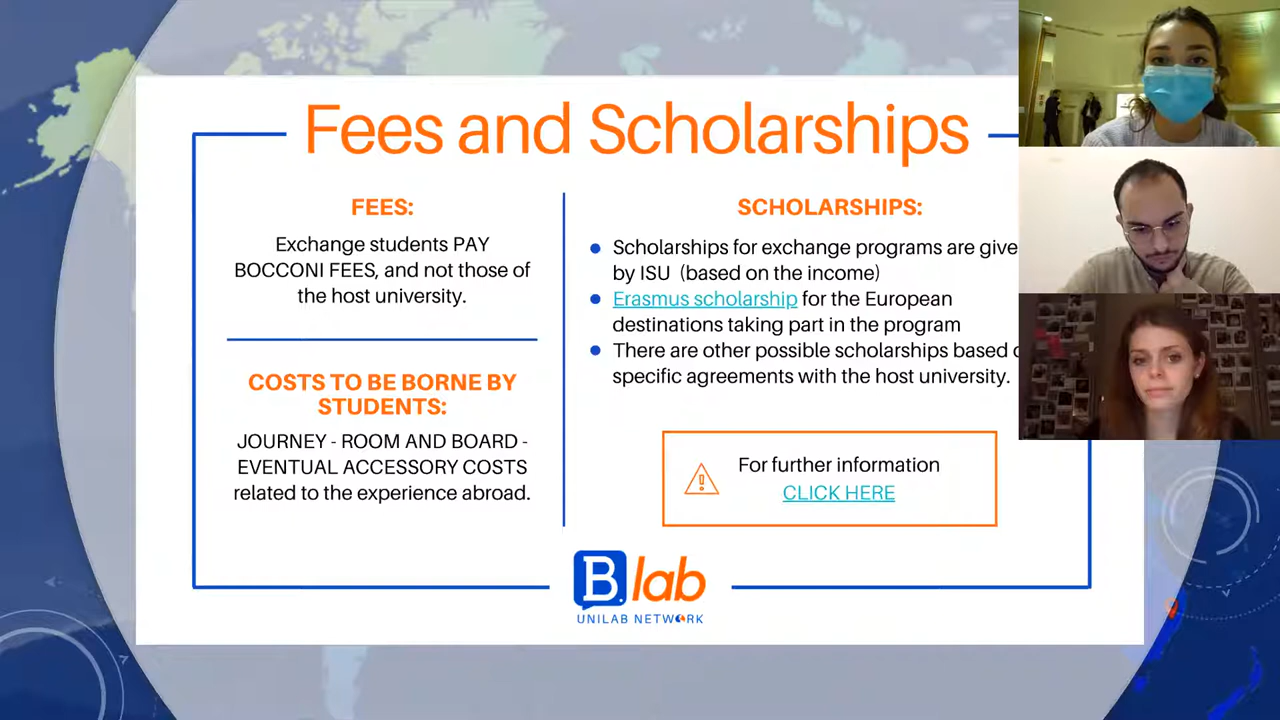 Fees and Scholarships
FEES:
Exchange students PAY
BOCCONI FEES, and not those of
the host university.
COSTS TO BE BORNE BY
STUDENTS:
JOURNEY - ROOM AND BOARD -
EVENTUAL ACCESSORY COSTS
related to the experience abroad.
SCHOLARSHIPS:
Scholarships for exchange programs are give
by ISU (based on the income)
Erasmus scholarship for the European
destinations taking part in the program
There are other possible scholarships based
specific agreements with the host university.
For further information
CLICK HERE
B.lab
UNILAB NETWORK